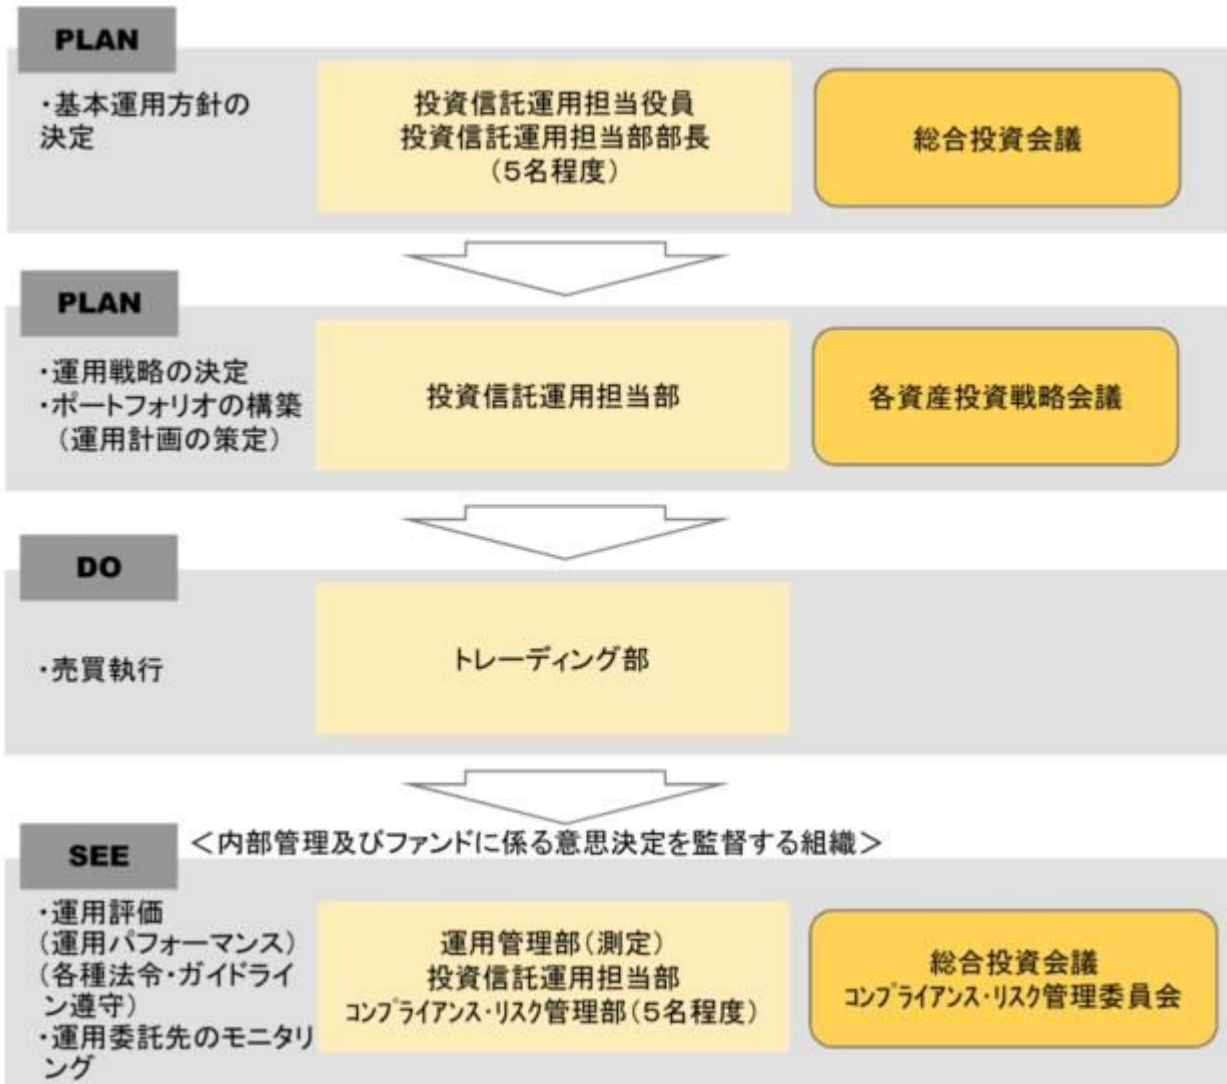 PLAN
・基本運用方針の
決定
投資信託運用担当役員
投資信託運用担当部部長
(5名程度)
総合投資会議
PLAN
・運用戦略の決定
・ポートフォリオの構築
(運用計画の策定)
投資信託運用担当部
各資産投資戦略会議
DO
・売買執行
トレーディング部
SEE
<内部管理及びファンドに係る意思決定を監督する組織>
・運用評価
(運用パフォーマンス)
(各種法令・ガイドライ
ン遵守)
・運用委託先のモニタリ
ング
運用管理部(測定)
投資信託運用担当部
コンプライアンス・リスク管理部(5名程度)
総合投資会議
コンプライアンス・リスク管理委員会